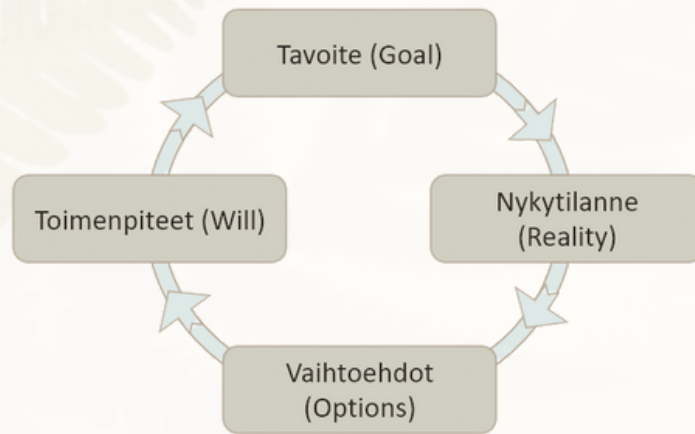 Tavoite (Goal)
Nykytilanne
(Reality)
Vaihtoehdot
(Options)
Toimenpiteet (Will)